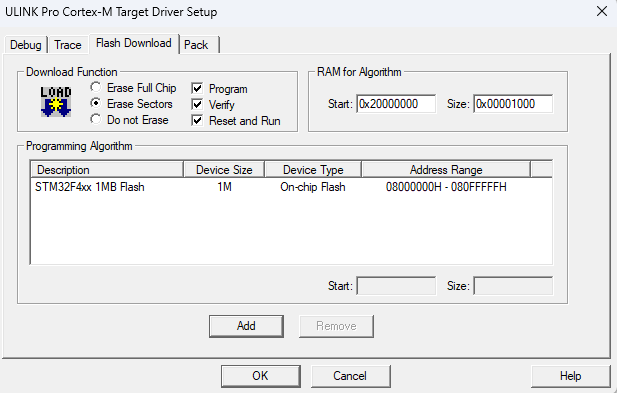 ULINK Pro Cortex-M Target Driver Setup
Debug Trace Flash Download Pack
Download Function
LOAD
Erase Full Chip
Erase Sectors
Do not Erase
Program
Verify
Reset and Run
RAM for Algorithm
Start: 0x20000000 Size: 0x00001000
Programming Algorithm
Description Device Size Device Type Address Range
STM32F4xx 1MB Flash 1M On-chip Flash 08000000H - 080FFFFFH
Start: Size:
Add Remove
OK Cancel Help